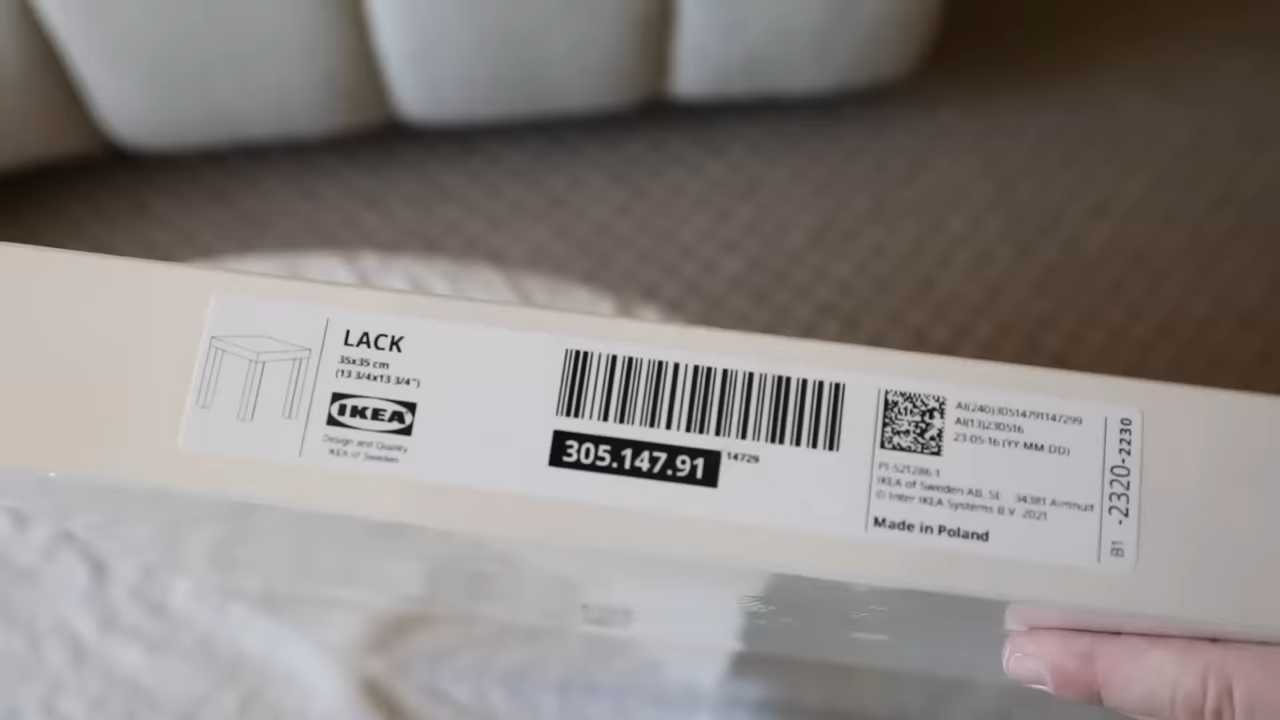 LACK
35x35 cm
(13 3/4x13 3/4")
IKEA
Design and Quality
IKEA of Sweden
305.147.91
14729
AI(240)30514791147299
AI(13)230516
23-05-16 (YY-MM-DD)
PI-521286-1
IKEA of Sweden AB, SE - 34381 Älmhult
© Inter IKEA Systems B.V. 2021
Made in Poland
B1 -2320-2230